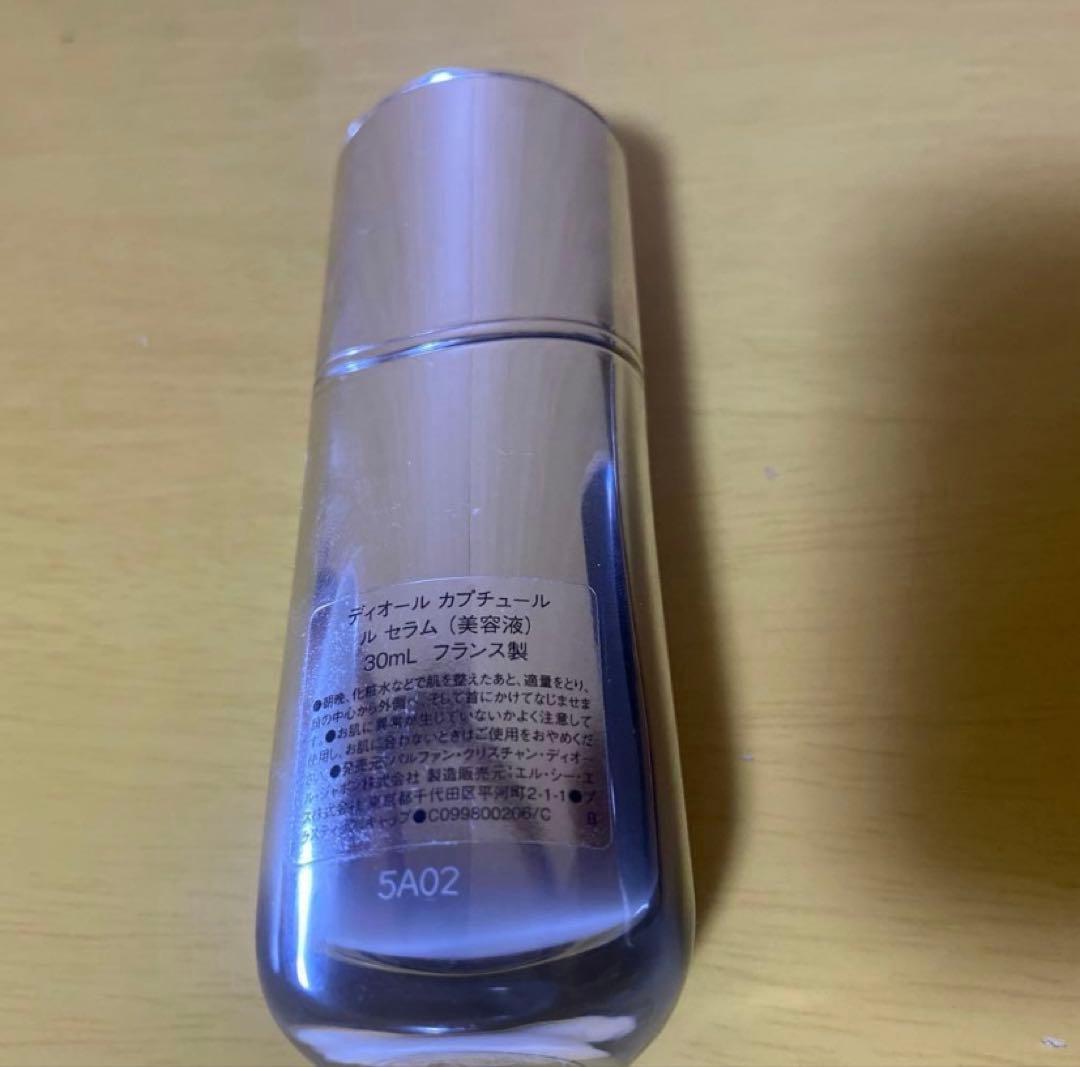 ディオール カプチュール
ル セラム（美容液）
30mL フランス製
●朝晩、化粧水などで肌を整えたあと、適量をとり、
顔の中心から外側へ、そして首にかけてなじませま
す。●お肌に異常が生じていないかよく注意して
使用し、お肌に合わないときはご使用をおやめくだ
さい。●発売元:パルファン・クリスチャン・ディオー
ル・ジャポン株式会社 製造販売元:エル・シー・エ
ス株式会社 東京都千代田区平河町2-1-1●プ
ラスティック:キャップ●C099800206/C B
5A02